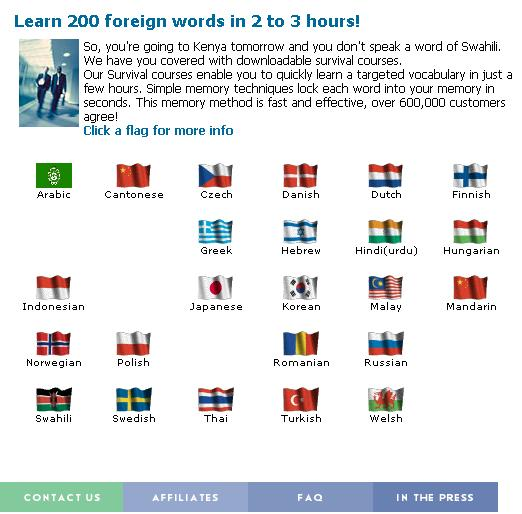 Learn 200 foreign words in 2 to 3 hours!
So, you're going to Kenya tomorrow and you don't speak a word of Swahili.
We have you covered with downloadable survival courses.
Our Survival courses enable you to quickly learn a targeted vocabulary in just a
few hours. Simple memory techniques lock each word into your memory in
seconds. This memory method is fast and effective, over 600,000 customers
agree!
Click a flag for more info
Arabic Cantonese Czech Danish Dutch Finnish
Greek Hebrew Hindi(urdu) Hungarian
Indonesian Japanese Korean Malay Mandarin
Norwegian Polish Romanian Russian
Swahili Swedish Thai Turkish Welsh
CONTACT US AFFILIATES FAQ IN THE PRESS